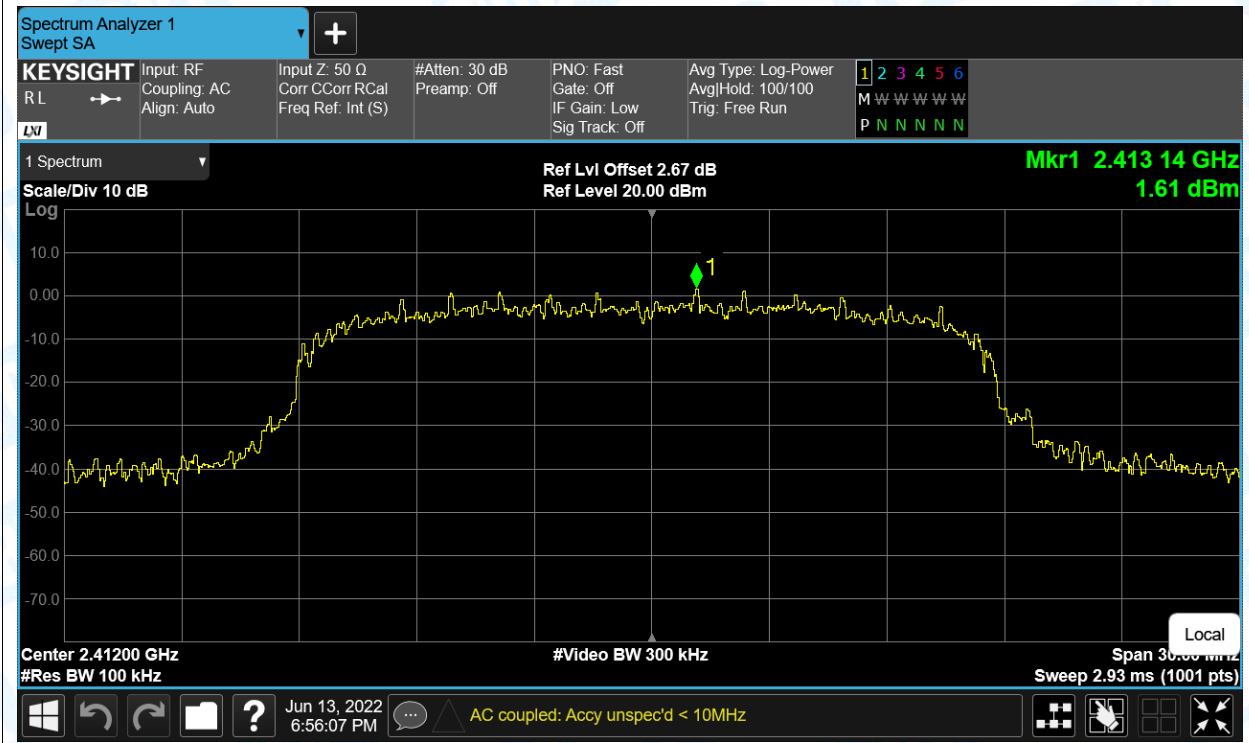 Spectrum Analyzer 1
Swept SA
KEYSIGHT
R L
LXI
Input: RF
Coupling: AC
Align: Auto
Input Z: 50 Ω
Corr CCorr RCal
Freq Ref: Int (S)
#Atten: 30 dB
Preamp: Off
PNO: Fast
Gate: Off
IF Gain: Low
Sig Track: Off
Avg Type: Log-Power
Avg|Hold: 100/100
Trig: Free Run
1 2 3 4 5 6
M W W W W W
P N N N N N
1 Spectrum
Scale/Div 10 dB
Ref Lvl Offset 2.67 dB
Ref Level 20.00 dBm
Mkr1 2.413 14 GHz
1.61 dBm
Log
10.0
0.00
-10.0
-20.0
-30.0
-40.0
-50.0
-60.0
-70.0
1
Local
Center 2.41200 GHz
#Video BW 300 kHz
Span 30.00 MHz
#Res BW 100 kHz
Sweep 2.93 ms (1001 pts)
?
Jun 13, 2022
6:56:07 PM
AC coupled: Accy unspec'd < 10MHz